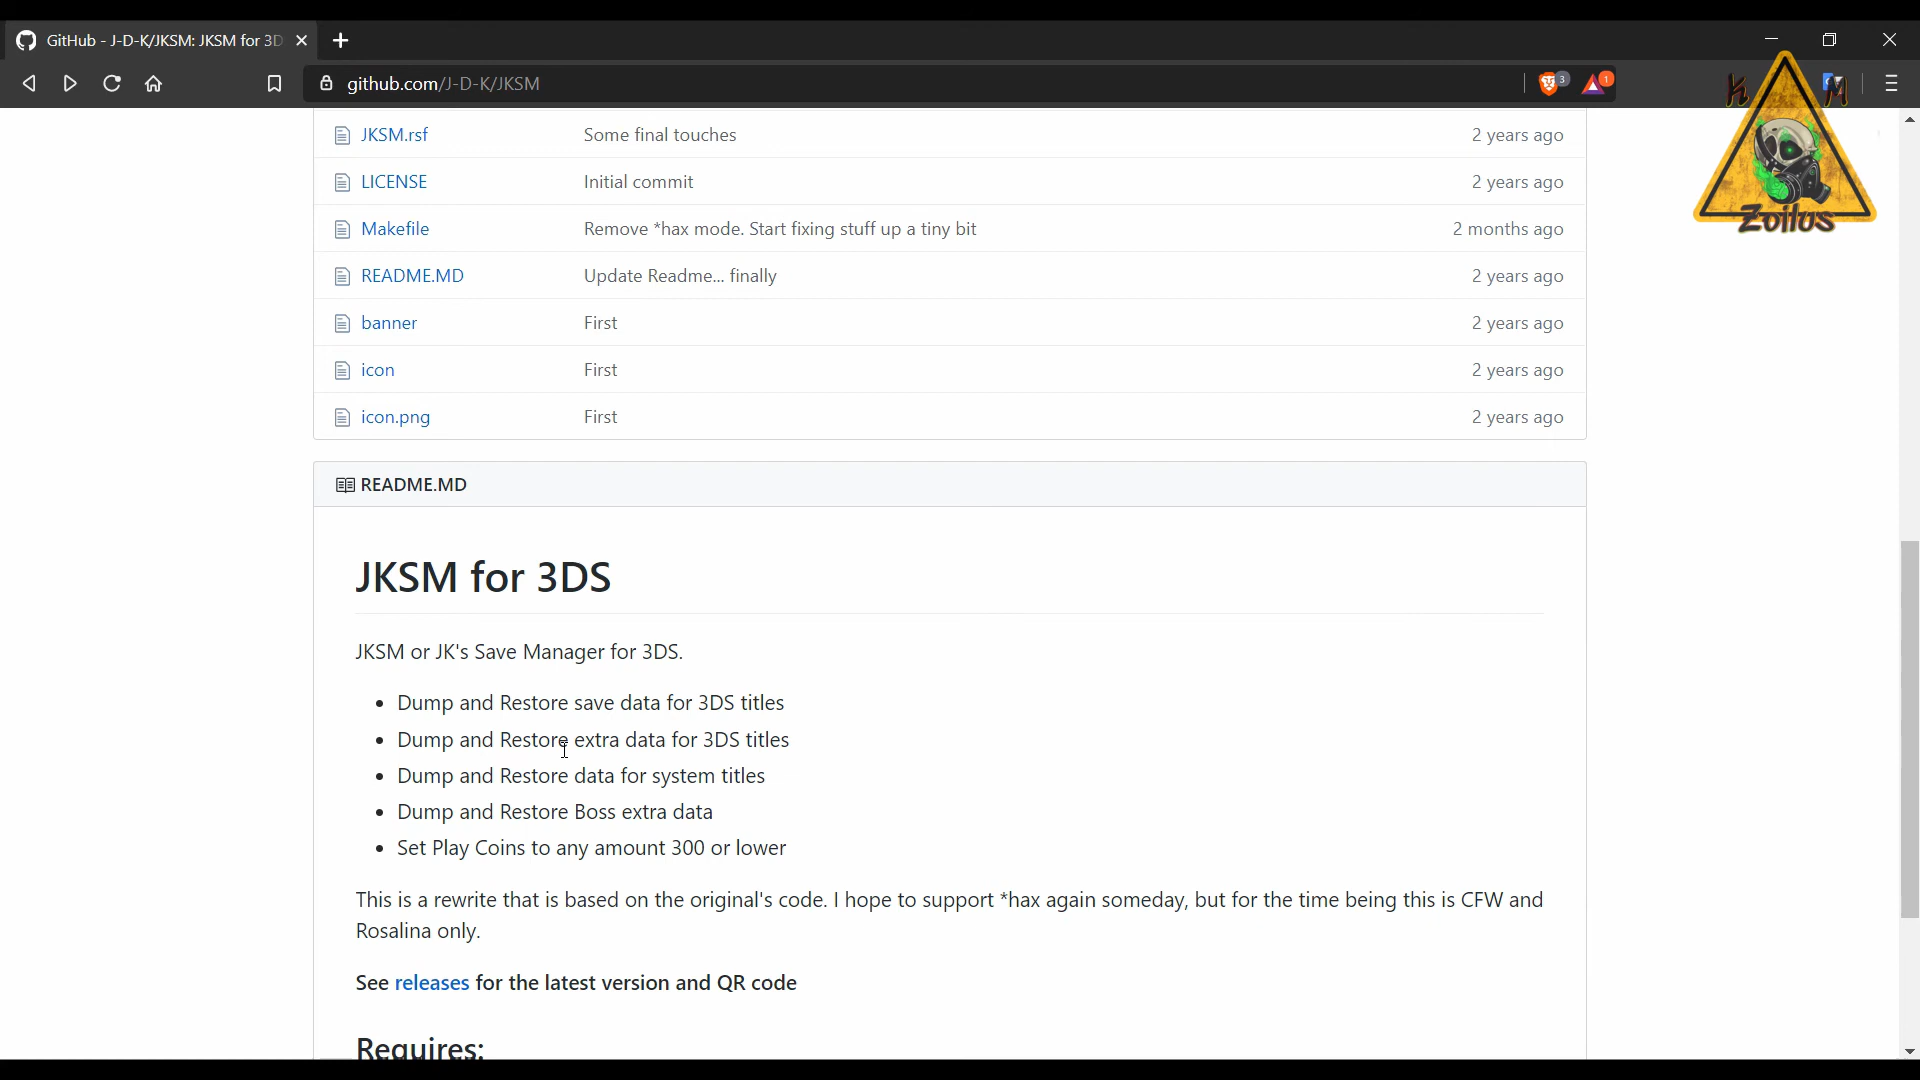 GitHub - J-D-K/JKSM: JKSM for 3D
github.com/J-D-K/JKSM
3
1
K M
Zoilus
JKSM.rsf Some final touches 2 years ago
LICENSE Initial commit 2 years ago
Makefile Remove *hax mode. Start fixing stuff up a tiny bit 2 months ago
README.MD Update Readme... finally 2 years ago
banner First 2 years ago
icon First 2 years ago
icon.png First 2 years ago
README.MD
JKSM for 3DS
JKSM or JK's Save Manager for 3DS.
• Dump and Restore save data for 3DS titles
• Dump and Restore extra data for 3DS titles
• Dump and Restore data for system titles
• Dump and Restore Boss extra data
• Set Play Coins to any amount 300 or lower
This is a rewrite that is based on the original's code. I hope to support *hax again someday, but for the time being this is CFW and
Rosalina only.
See releases for the latest version and QR code
Requires: